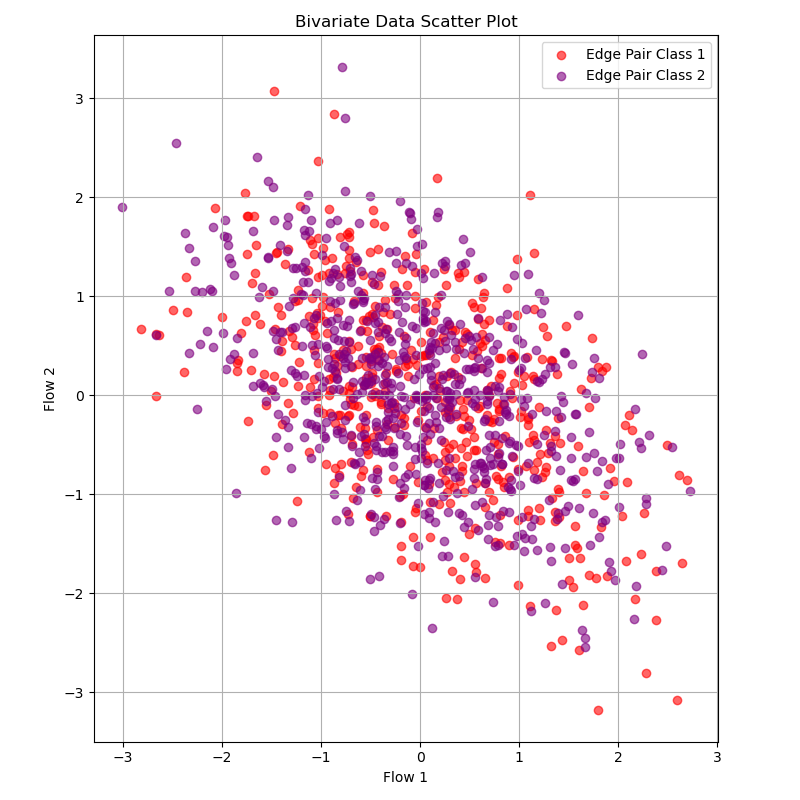 Bivariate Data Scatter Plot
Edge Pair Class 1
Edge Pair Class 2
Flow 2
3
2
1
0
−1
−2
−3
−3
−2
−1
0
1
2
3
Flow 1